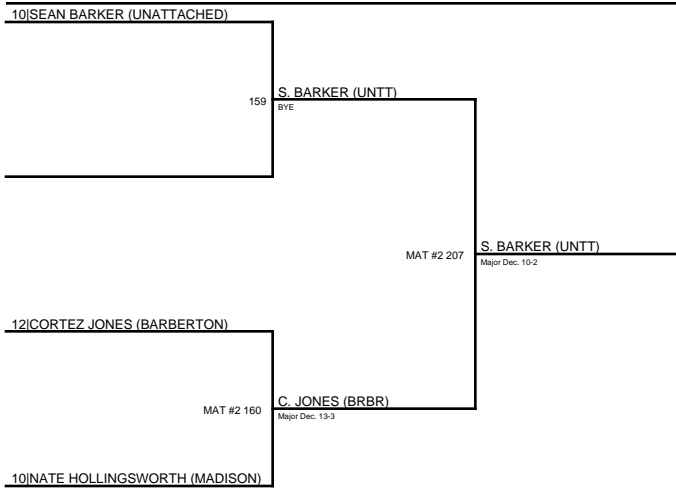 10|SEAN BARKER (UNATTACHED)
S. BARKER (UNTT)
159
BYE
S. BARKER (UNTT)
MAT #2 207
Major Dec. 10-2
12|CORTEZ JONES (BARBERTON)
C. JONES (BRBR)
MAT #2 160
Major Dec. 13-3
10|NATE HOLLINGSWORTH (MADISON)